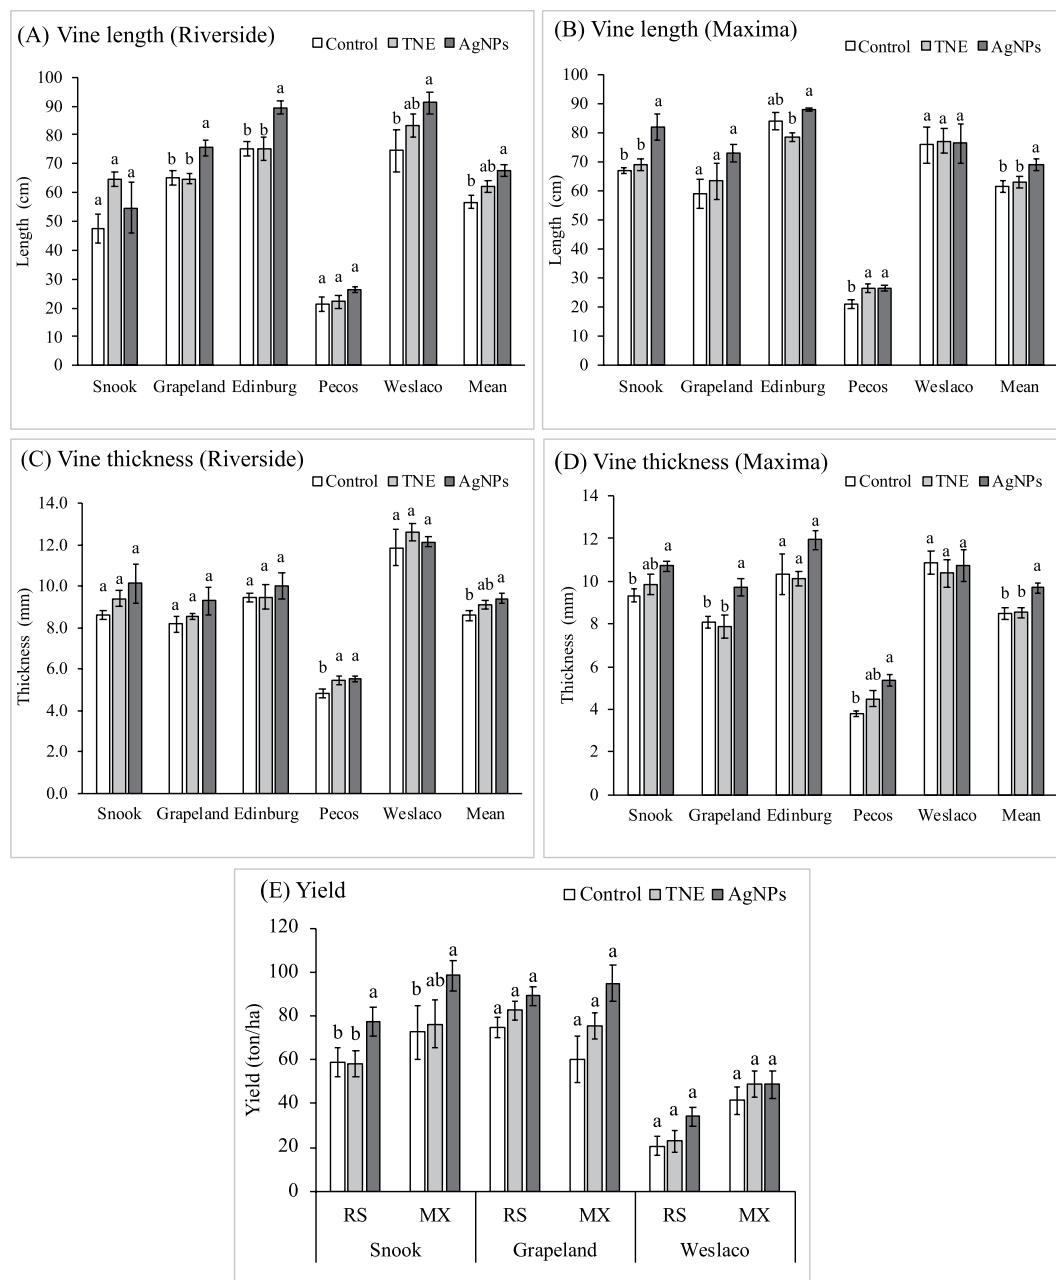 (A) Vine length (Riverside)
Control TNE AgNPs
100
90
80
70
60
50
40
30
20
10
0
Length (cm)
b a a
b b a
b b a
a a a
b ab a
b ab a
Snook Grapeland Edinburg Pecos Weslaco Mean
(B) Vine length (Maxima)
Control TNE AgNPs
100
90
80
70
60
50
40
30
20
10
0
Length (cm)
b b a
a a a
ab b a
b a a
a a a
b b a
Snook Grapeland Edinburg Pecos Weslaco Mean
(C) Vine thickness (Riverside)
Control TNE AgNPs
14.0
12.0
10.0
8.0
6.0
4.0
2.0
0.0
Thickness (mm)
a a a
a a a
a a a
b a a
a a a
b ab a
Snook Grapeland Edinburg Pecos Weslaco Mean
(D) Vine thickness (Maxima)
Control TNE AgNPs
14
12
10
8
6
4
2
0
Thickness (mm)
b ab a
b b a
a a a
b ab a
a a a
b b a
Snook Grapeland Edinburg Pecos Weslaco Mean
(E) Yield
Control TNE AgNPs
120
100
80
60
40
20
0
Yield (ton/ha)
b b a
b ab a
a a a
a a a
a a a
a a a
RS MX RS MX RS MX
Snook Grapeland Weslaco